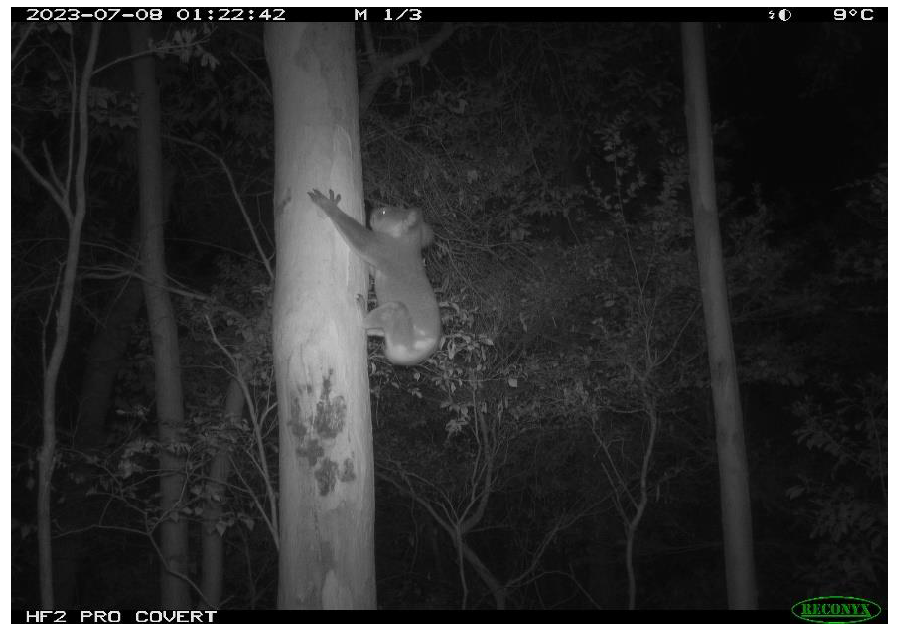 2023-07-08 01:22:42 M 1/3 9°C
HF2 PRO COVERT
RECONYX